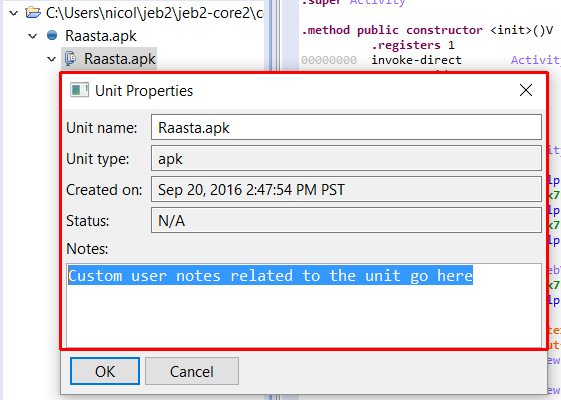 C:\Users\nicol\jeb2\jeb2-core2\c
.super Activity
Raasta.apk
.method public constructor <init>()V
.registers 1
Raasta.apk
00000000 invoke-direct Activity
Unit Properties
Unit name: Raasta.apk
Unit type: apk
Created on: Sep 20, 2016 2:47:54 PM PST
Status: N/A
Notes:
Custom user notes related to the unit go here
OK Cancel